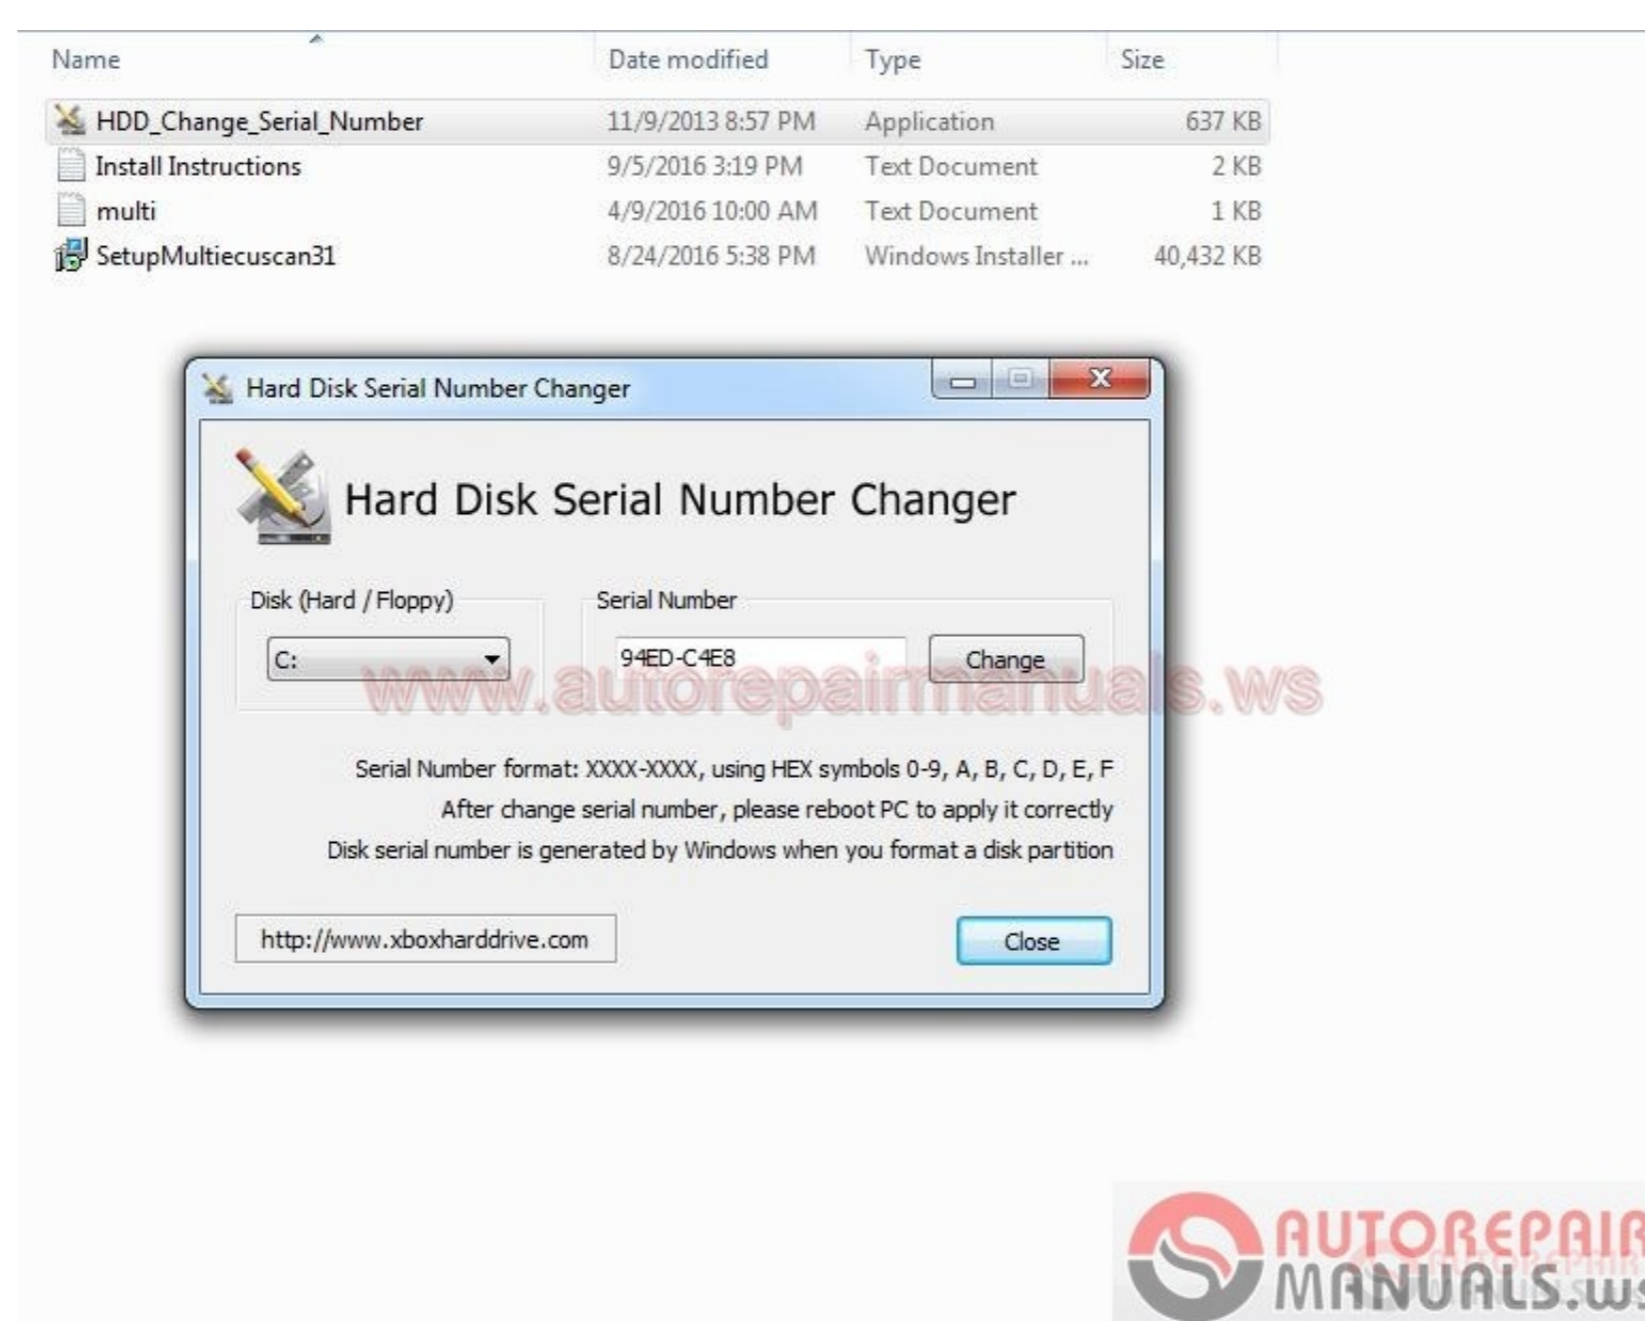 Name Date modified Type Size
HDD_Change_Serial_Number 11/9/2013 8:57 PM Application 637 KB
Install Instructions 9/5/2016 3:19 PM Text Document 2 KB
multi 4/9/2016 10:00 AM Text Document 1 KB
SetupMultiecuscan31 8/24/2016 5:38 PM Windows Installer ... 40,432 KB
Hard Disk Serial Number Changer
Hard Disk Serial Number Changer
Disk (Hard / Floppy) Serial Number
C: 94ED-C4E8 Change
www.autorepairmanuals.ws
Serial Number format: XXXX-XXXX, using HEX symbols 0-9, A, B, C, D, E, F
After change serial number, please reboot PC to apply it correctly
Disk serial number is generated by Windows when you format a disk partition
http://www.xboxharddrive.com Close
AUTOREPAIR
MANUALS.ws